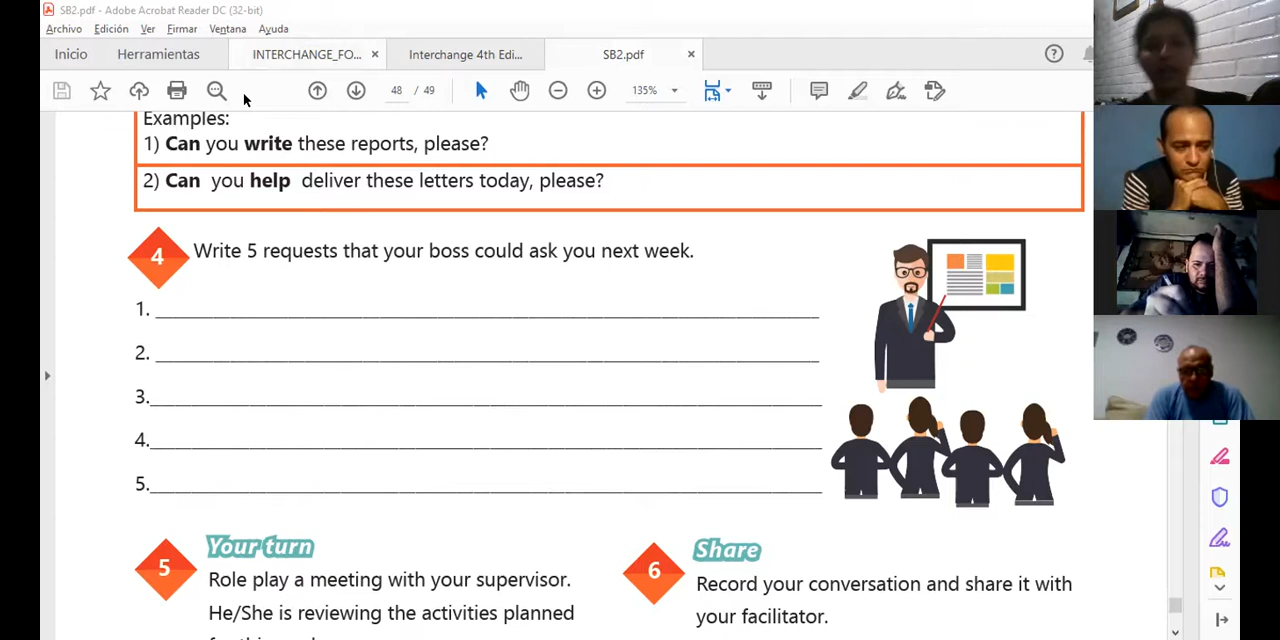 SB2.pdf - Adobe Acrobat Reader DC (32-bit)
Archivo Edición Ver Firmar Ventana Ayuda
Inicio Herramientas INTERCHANGE_FO... × Interchange 4th Edi... SB2.pdf ×
48 / 49 135%
Examples:
1) Can you write these reports, please?
2) Can you help deliver these letters today, please?
4 Write 5 requests that your boss could ask you next week.
1.
2.
3.
4.
5.
5 Your turn
Role play a meeting with your supervisor.
He/She is reviewing the activities planned
6 Share
Record your conversation and share it with
your facilitator.